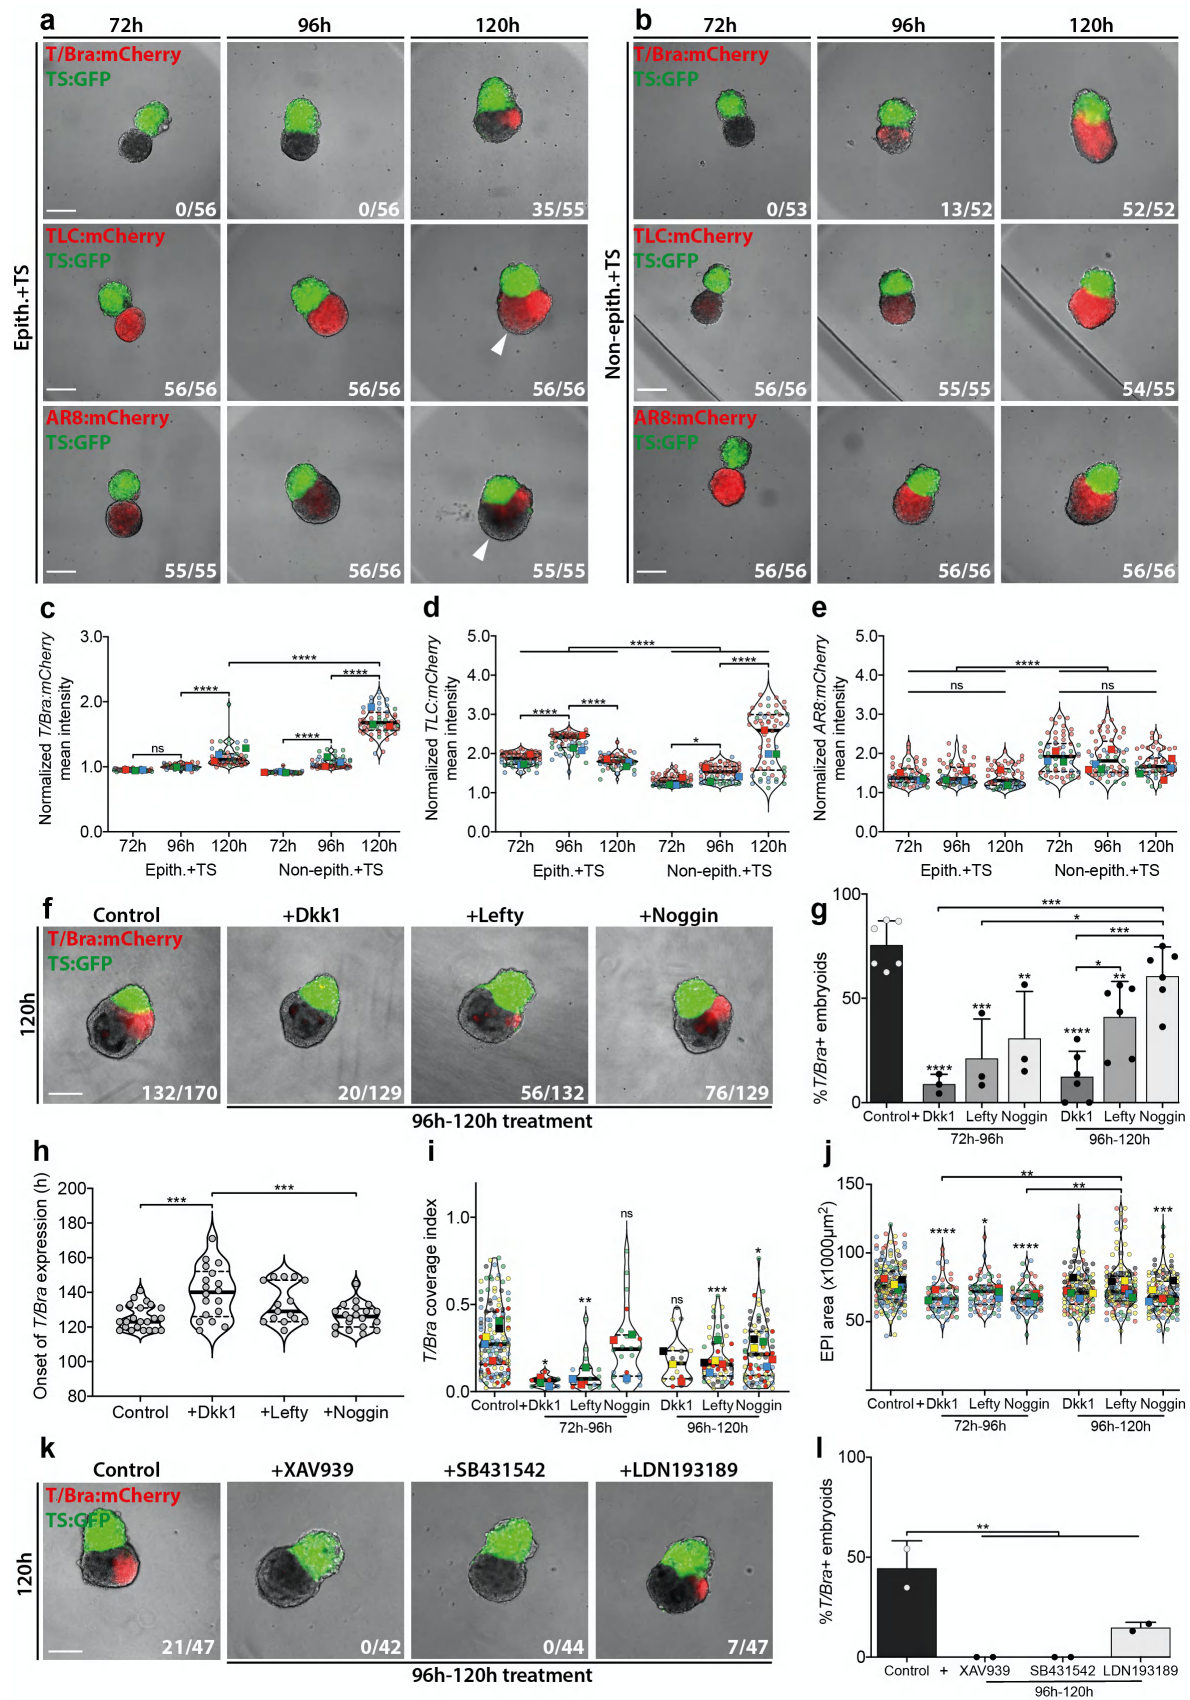 a
72h 96h 120h
T/Bra:mCherry
TS:GFP
0/56 0/56 35/55
TLC:mCherry
TS:GFP
56/56 56/56 56/56
AR8:mCherry
TS:GFP
55/55 56/56 55/55
Epith.+TS
b
72h 96h 120h
T/Bra:mCherry
TS:GFP
0/53 13/52 52/52
TLC:mCherry
TS:GFP
56/56 55/55 54/55
AR8:mCherry
TS:GFP
56/56 56/56 56/56
Non-epith.+TS
c
Normalized T/Bra:mCherry
mean intensity
3.0
2.0
1.0
0.0
ns **** **** **** ****
72h 96h 120h 72h 96h 120h
Epith.+TS Non-epith.+TS
d
Normalized TLC:mCherry
mean intensity
5.0
4.0
3.0
2.0
1.0
0.0
**** **** **** * ****
72h 96h 120h 72h 96h 120h
Epith.+TS Non-epith.+TS
e
Normalized AR8:mCherry
mean intensity
5.0
4.0
3.0
2.0
1.0
0.0
**** ns ns
72h 96h 120h 72h 96h 120h
Epith.+TS Non-epith.+TS
f
Control +Dkk1 +Lefty +Noggin
T/Bra:mCherry
TS:GFP
120h
132/170 20/129 56/132 76/129
96h-120h treatment
g
%T/Bra+ embryoids
100
50
0
*** * *** * **** *** ** **** **
Control + Dkk1 Lefty Noggin Dkk1 Lefty Noggin
72h-96h 96h-120h
h
Onset of T/Bra expression (h)
200
180
160
140
120
100
80
*** ***
Control +Dkk1 +Lefty +Noggin
i
T/Bra coverage index
1.0
0.5
0.0
* ** ns ns *** *
Control + Dkk1 Lefty Noggin Dkk1 Lefty Noggin
72h-96h 96h-120h
j
EPI area (x1000μm²)
150
100
50
** ** **** * **** ***
Control + Dkk1 Lefty Noggin Dkk1 Lefty Noggin
72h-96h 96h-120h
k
Control +XAV939 +SB431542 +LDN193189
T/Bra:mCherry
TS:GFP
120h
21/47 0/42 0/44 7/47
96h-120h treatment
l
%T/Bra+ embryoids
100
50
0
**
Control + XAV939 SB431542 LDN193189
96h-120h